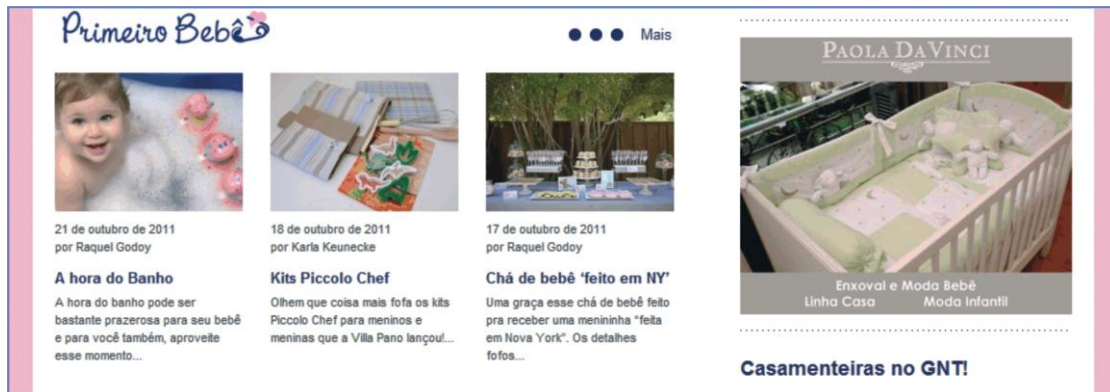 Primeiro Bebê
Mais
21 de outubro de 2011
por Raquel Godoy
A hora do Banho
A hora do banho pode ser
bastante prazerosa para seu bebê
e para você também, aproveite
esse momento...
18 de outubro de 2011
por Karla Keunecke
Kits Piccolo Chef
Olhem que coisa mais fofa os kits
Piccolo Chef para meninos e
meninas que a Villa Pano lançou!...
17 de outubro de 2011
por Raquel Godoy
Chá de bebê ‘feito em NY’
Uma graça esse chá de bebê feito
pra receber uma menininha “feita
em Nova York”. Os detalhes
fofos...
PAOLA DAVINCI
Enxoval e Moda Bebê
Linha Casa Moda Infantil
Casamenteiras no GNT!